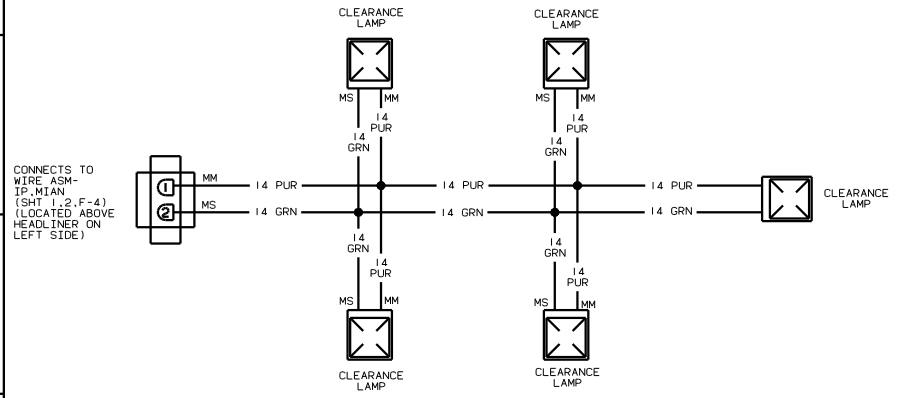 CLEARANCE
LAMP
CLEARANCE
LAMP
MS
MM
MS
MM
14
PUR
14
PUR
14
GRN
14
GRN
CONNECTS TO
WIRE ASM-
IP,MIAN
(SHT 1,2,F-4)
(LOCATED ABOVE
HEADLINER ON
LEFT SIDE)
1
MM
14 PUR
14 PUR
14 PUR
2
MS
14 GRN
14 GRN
14 GRN
CLEARANCE
LAMP
14
GRN
14
GRN
14
PUR
14
PUR
MS
MM
MS
MM
CLEARANCE
LAMP
CLEARANCE
LAMP